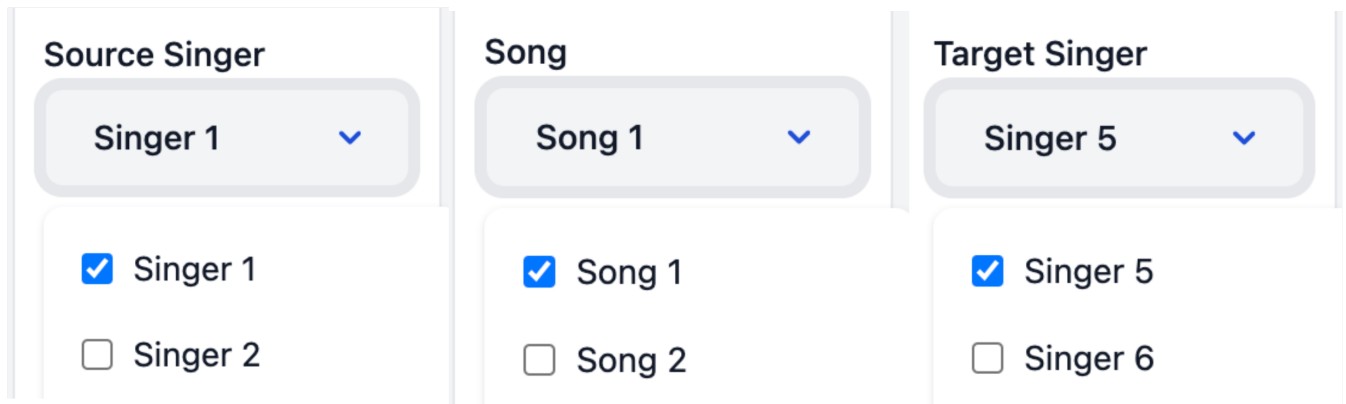 Source Singer
Singer 1
Singer 1
Singer 2
Song
Song 1
Song 1
Song 2
Target Singer
Singer 5
Singer 5
Singer 6